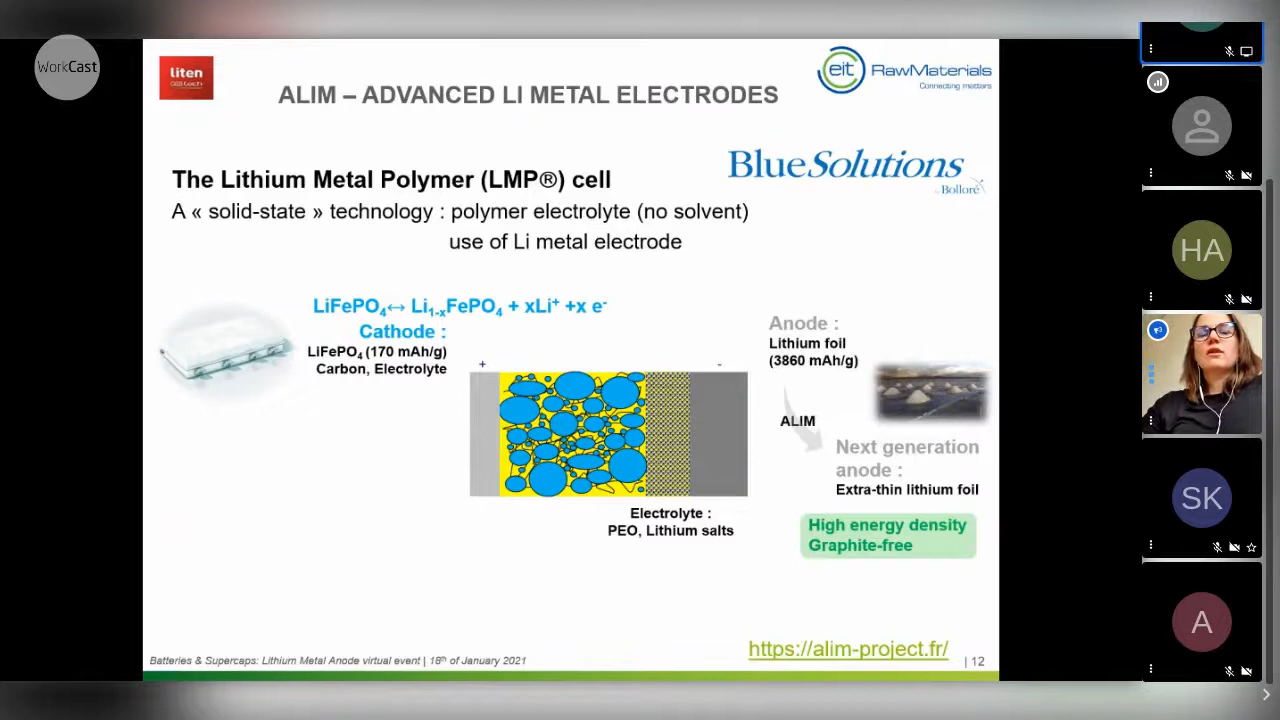 WorkCast
liten
eit RawMaterials
Connecting matters
ALIM – ADVANCED LI METAL ELECTRODES
BlueSolutions
Bolloré
The Lithium Metal Polymer (LMP®) cell
A « solid-state » technology : polymer electrolyte (no solvent)
use of Li metal electrode
LiFePO4↔ Li1-xFePO4 + xLi+ +x e-
Cathode :
LiFePO4 (170 mAh/g)
Carbon, Electrolyte
+
-
Anode :
Lithium foil
(3860 mAh/g)
ALIM
Next generation
anode :
Extra-thin lithium foil
Electrolyte :
PEO, Lithium salts
High energy density
Graphite-free
https://alim-project.fr/
Batteries & Supercaps: Lithium Metal Anode virtual event | 18th of January 2021
| 12
HA
SK
A